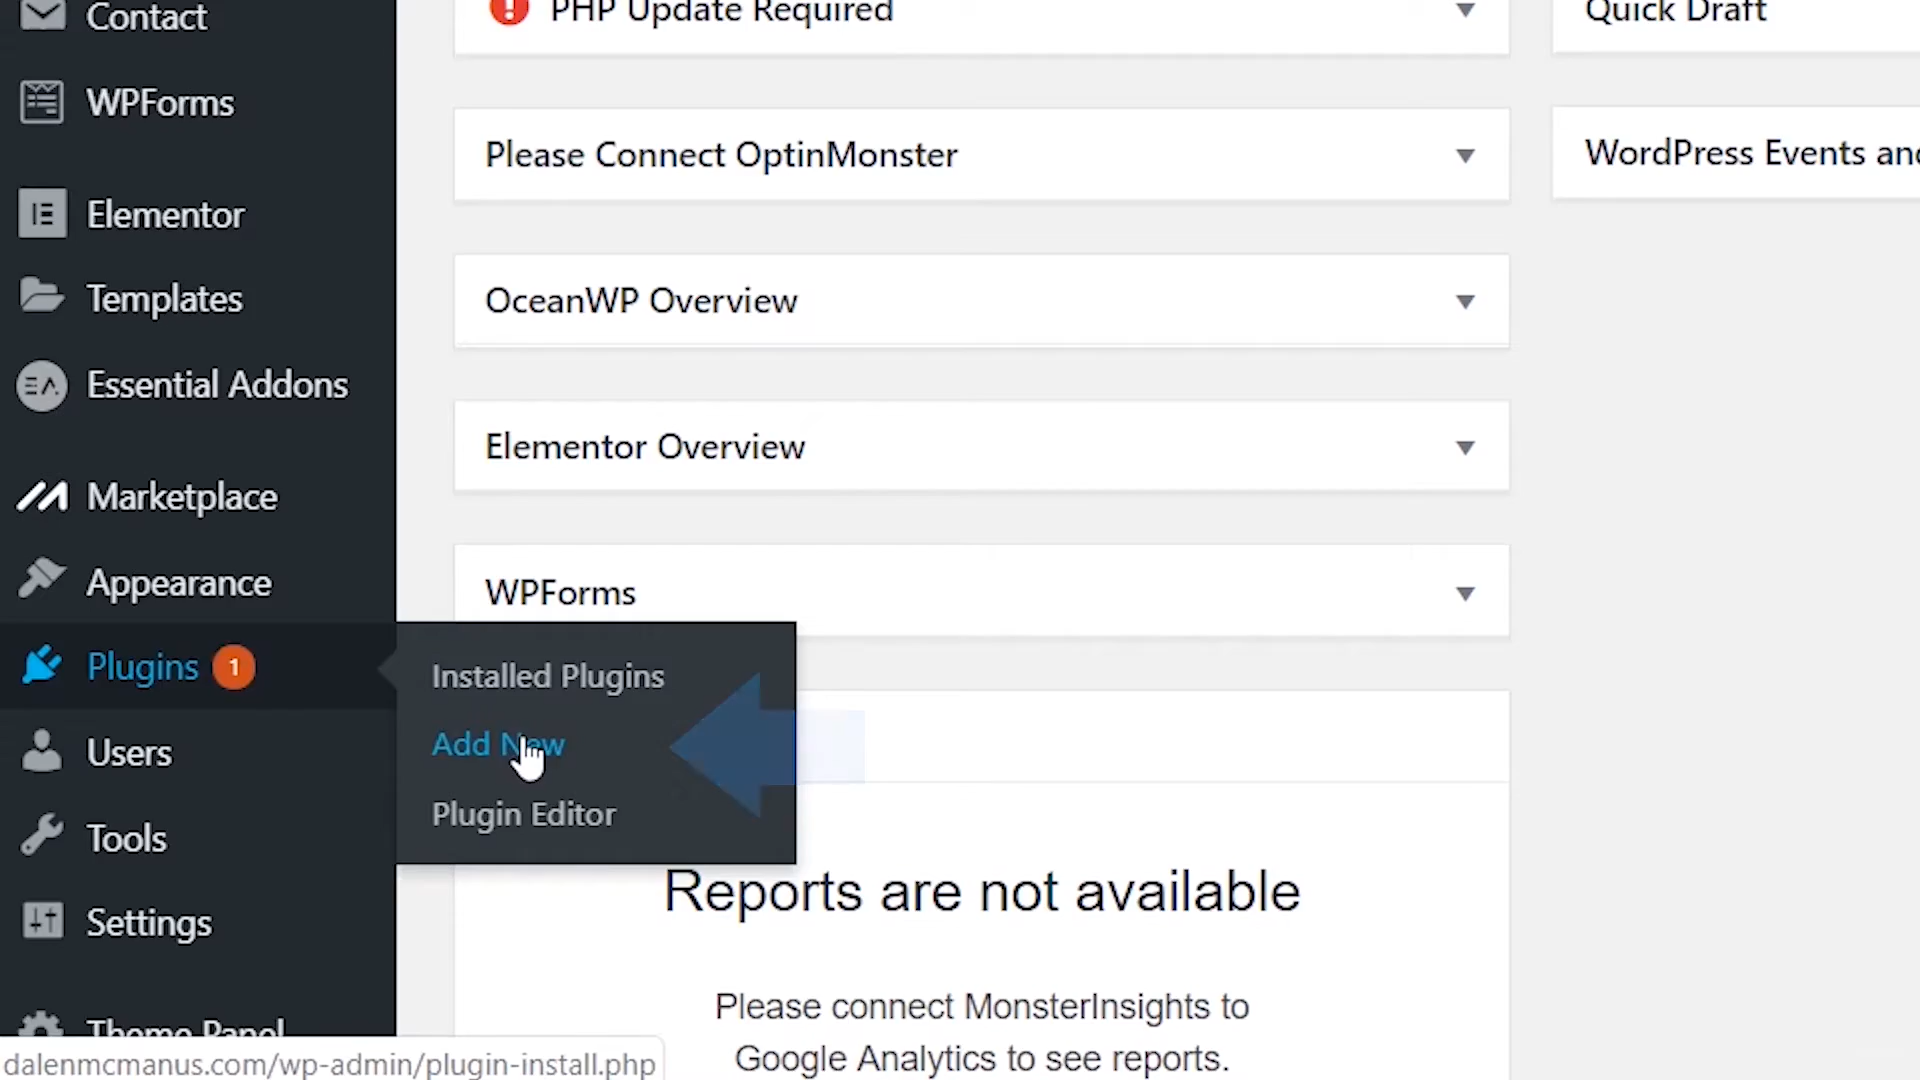 Contact
WPForms
Elementor
Templates
Essential Addons
Marketplace
Appearance
Plugins 1
Users
Tools
Settings
Theme Panel
Installed Plugins
Add New
Plugin Editor
PHP Update Required
Please Connect OptinMonster
OceanWP Overview
Elementor Overview
WPForms
Reports are not available
Please connect MonsterInsights to
Google Analytics to see reports.
Quick Draft
WordPress Events and
dalenmcmanus.com/wp-admin/plugin-install.php